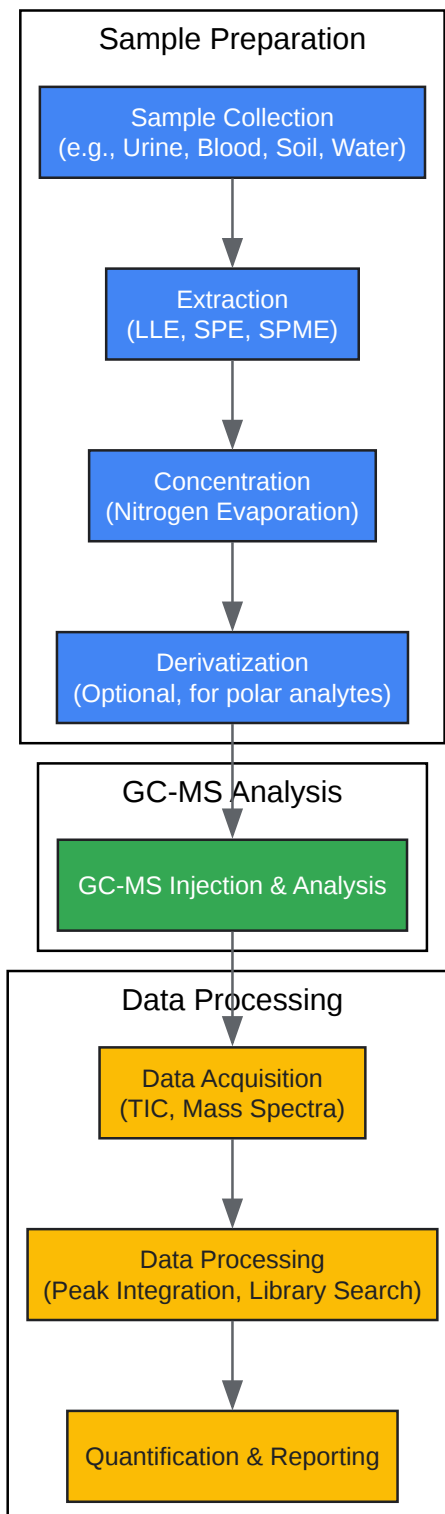 Sample Preparation
Sample Collection
(e.g., Urine, Blood, Soil, Water)
Extraction
(LLE, SPE, SPME)
Concentration
(Nitrogen Evaporation)
Derivatization
(Optional, for polar analytes)
GC-MS Analysis
GC-MS Injection & Analysis
Data Processing
Data Acquisition
(TIC, Mass Spectra)
Data Processing
(Peak Integration, Library Search)
Quantification & Reporting